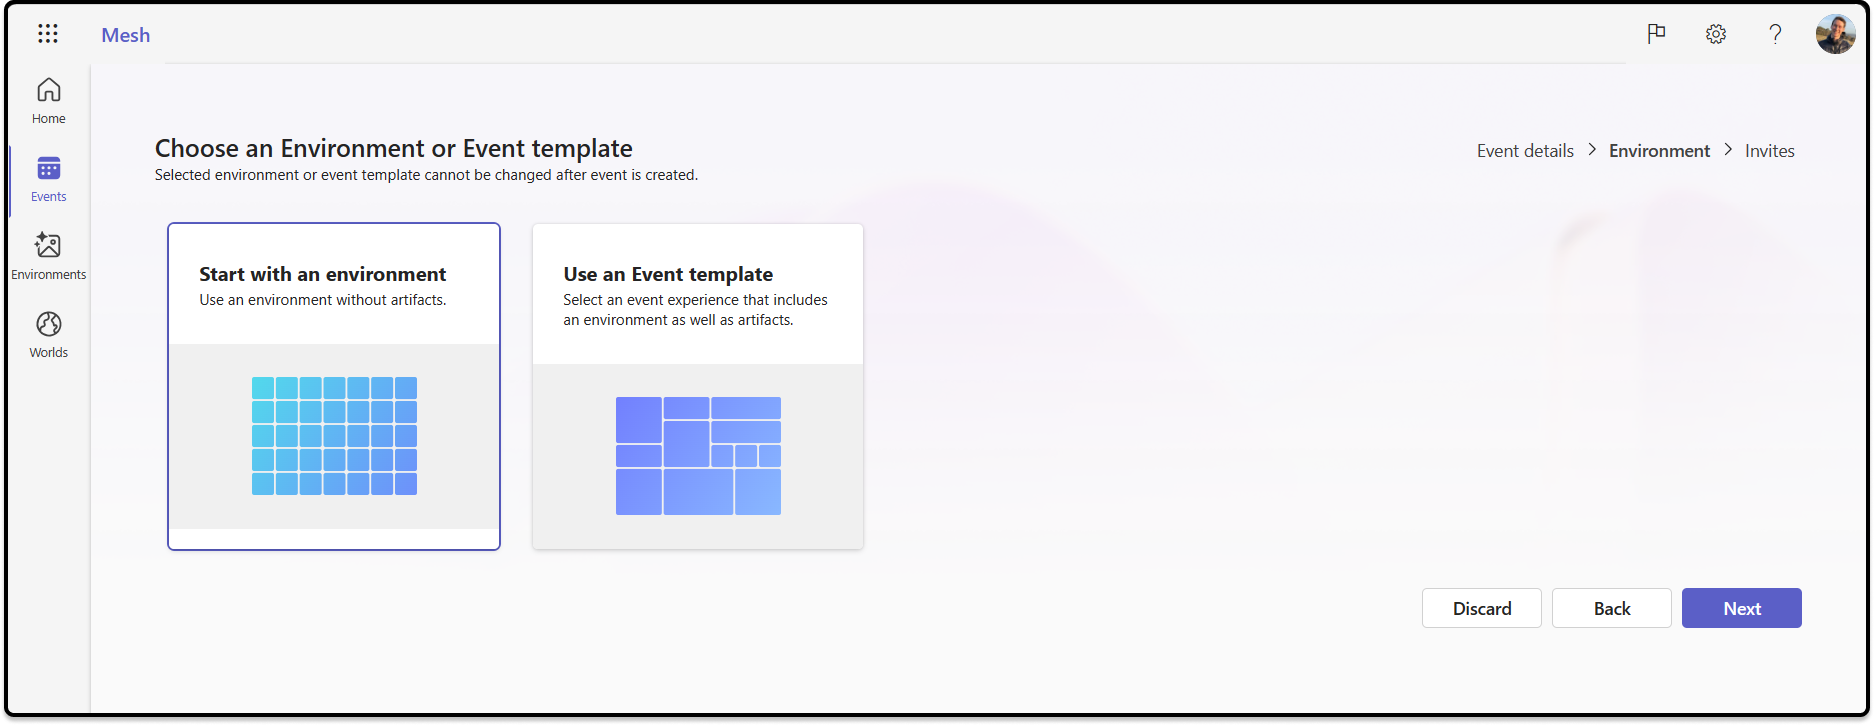 Mesh
Home
Events
Environments
Worlds
Choose an Environment or Event template
Selected environment or event template cannot be changed after event is created.
Event details > Environment > Invites
Start with an environment
Use an environment without artifacts.
Use an Event template
Select an event experience that includes
an environment as well as artifacts.
Discard
Back
Next